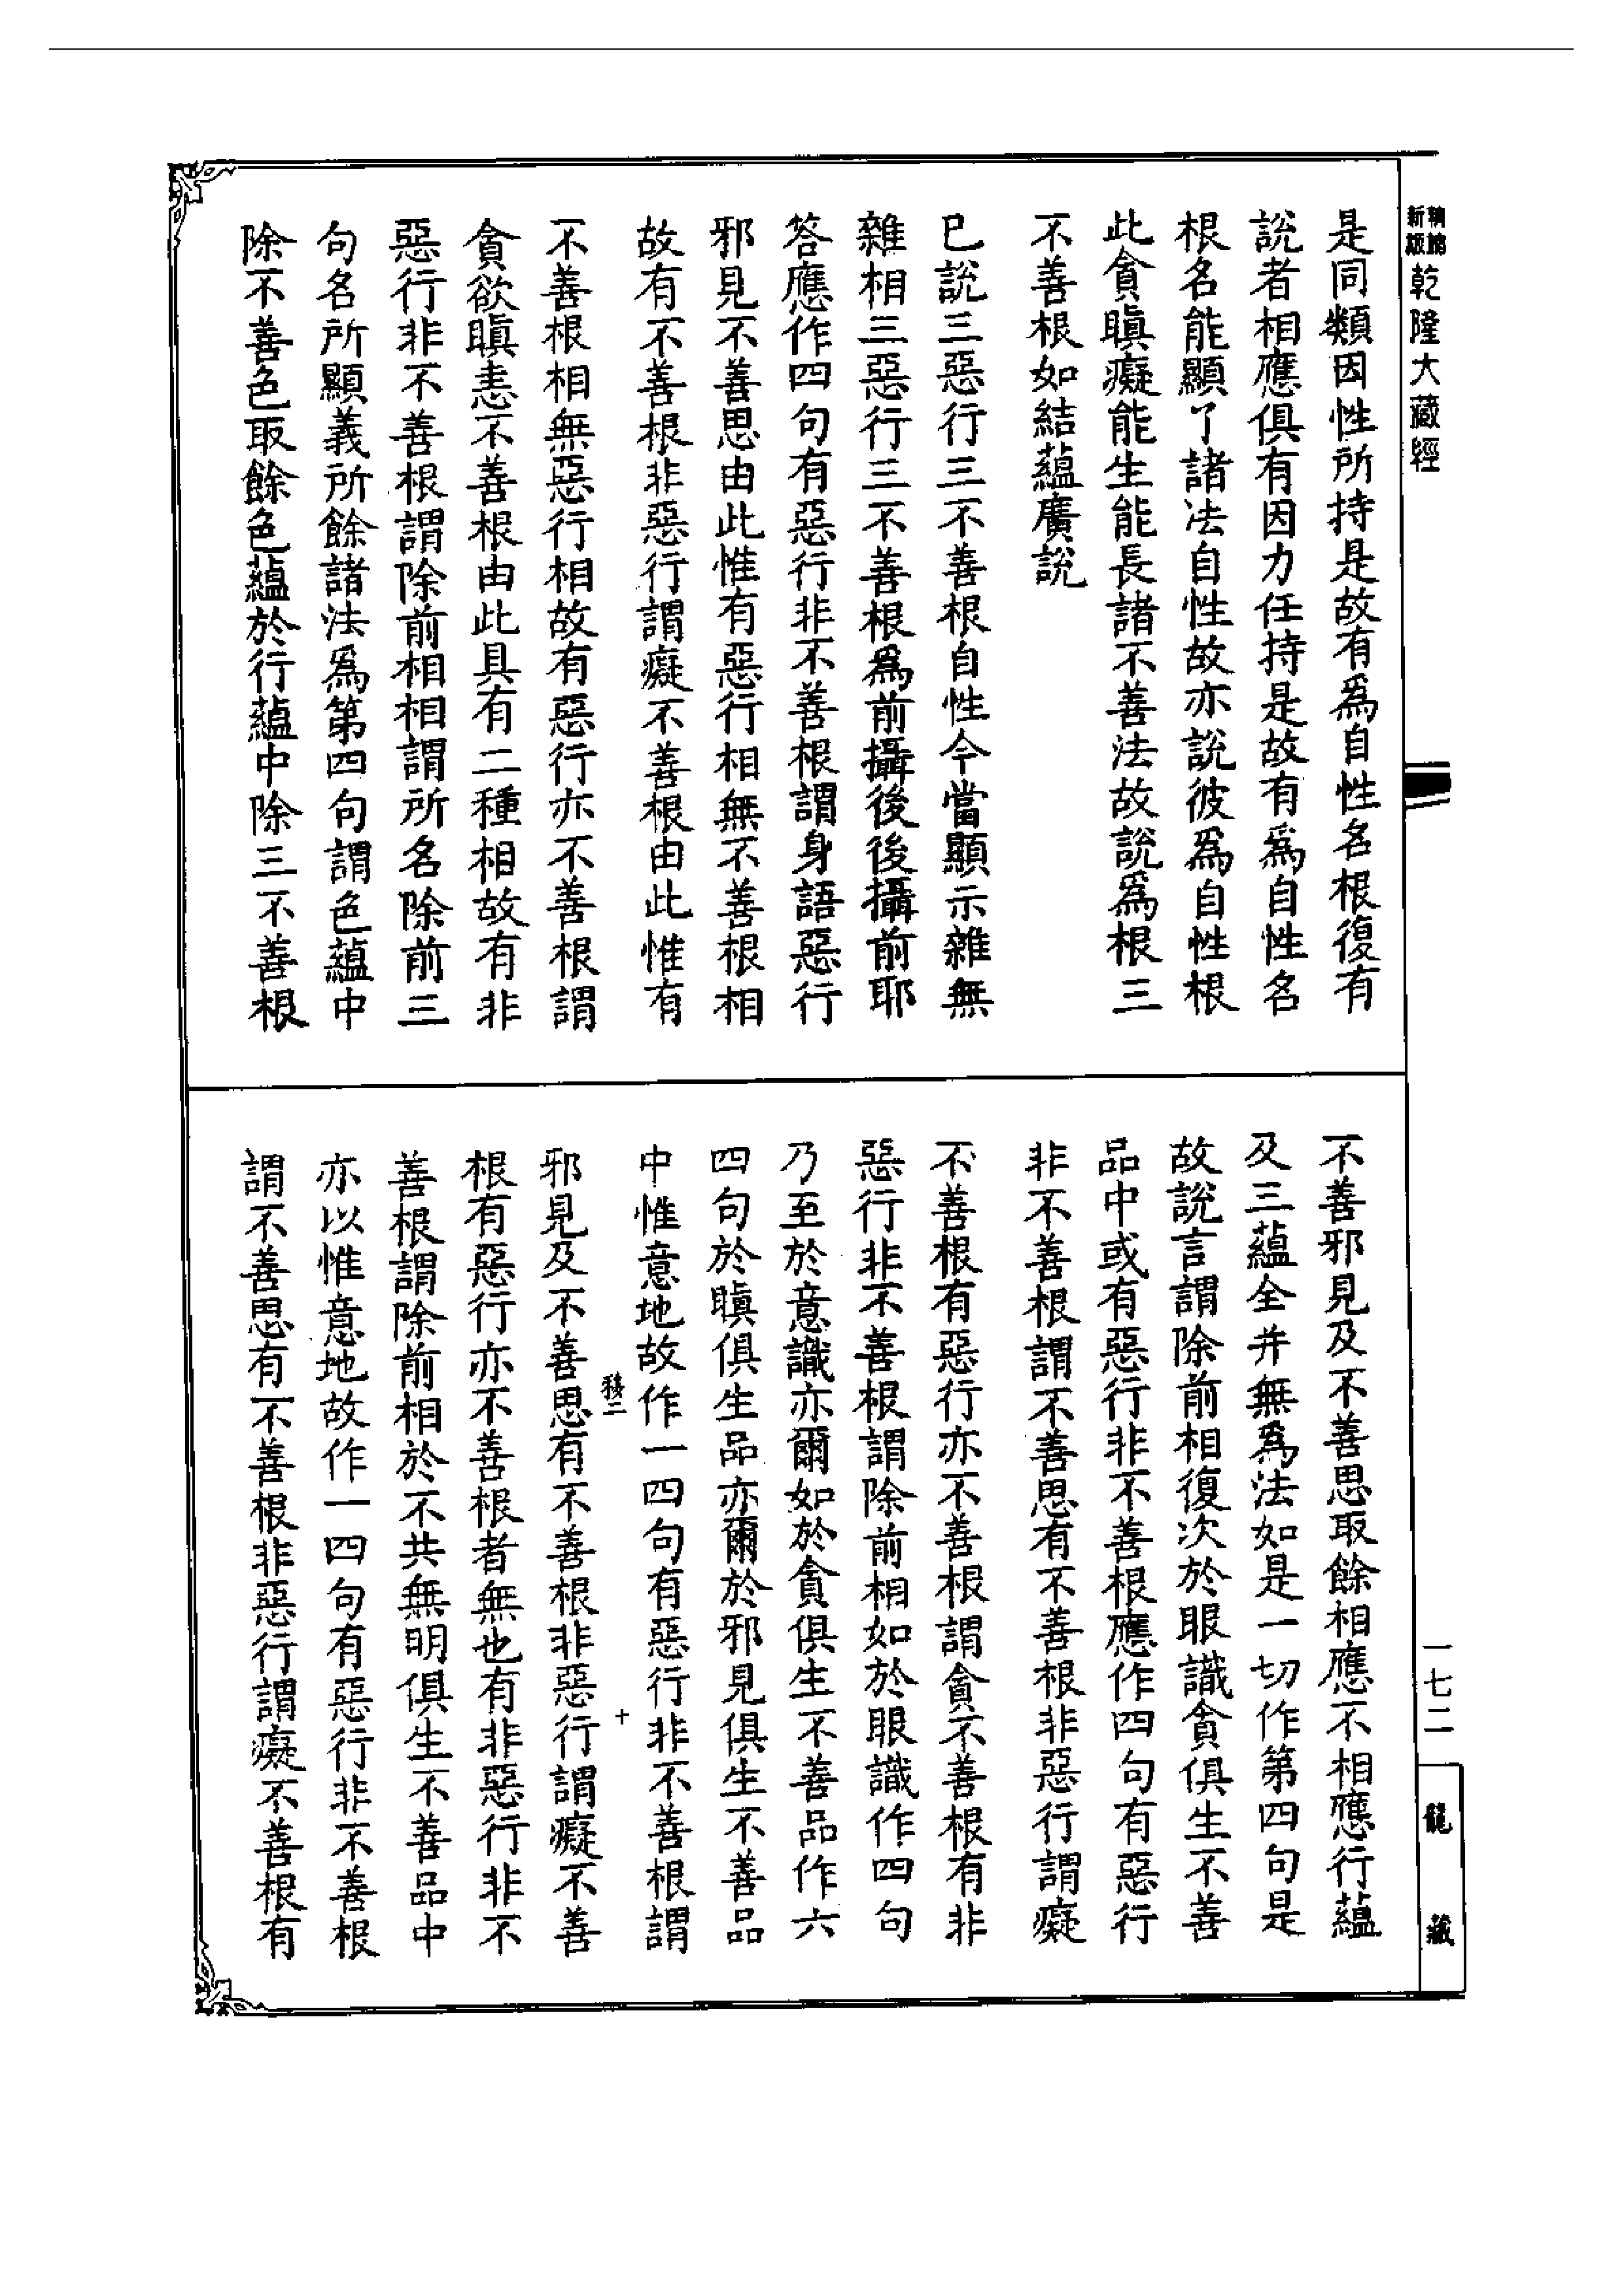 新編縮版乾隆大藏經
是同類因性所持是故有爲自性名根復有
說者相應俱有因力任持是故有爲自性名
根名能顯了諸法自性故亦說彼爲自性根
此貪瞋癡能生能長諸不善法故說爲根三
不善根如結蘊廣說
已說三惡行三不善根自性今當顯示雜無
雜相三惡行三不善根爲前攝後後攝前耶
答應作四句有惡行非不善根謂身語惡行
邪見不善思由此惟有惡行相無不善根相
故有不善根非惡行謂癡不善根由此惟有
不善根相無惡行相故有惡行亦不善根謂
貪欲瞋恚不善根由此具有二種相故有非
惡行非不善根謂除前相相謂所名除前三
句名所顯義所餘諸法爲第四句謂色蘊中
除不善色取餘色蘊於行蘊中除三不善根
不善邪見及不善思取餘相應不相應行蘊
及三蘊全并無爲法如是一切作第四句是
故說言謂除前相復次於眼識貪俱生不善
品中或有惡行非不善根應作四句有惡行
非不善根謂不善思有不善根非惡行謂癡
不善根有惡行亦不善根謂貪不善根有非
惡行非不善根謂除前相如於眼識作四句
乃至於意識亦爾如於貪俱生不善品作六
四句於瞋俱生品亦爾於邪見俱生不善品
中惟意地故作一四句有惡行非不善根謂
邪見及不善思有不善根非惡行謂癡不善
根有惡行亦不善根者無也有非惡行非不
善根謂除前相於不共無明俱生不善品中
亦以惟意地故作一四句有惡行非不善根
謂不善思有不善根非惡行謂癡不善根有
十
一七二
龍藏